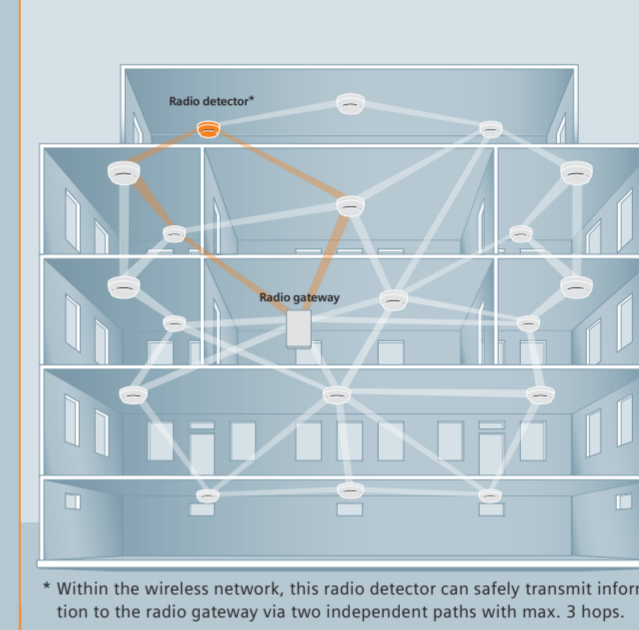 Radio detector*
Radio gateway
* Within the wireless network, this radio detector can safely transmit infor
tion to the radio gateway via two independent paths with max. 3 hops.